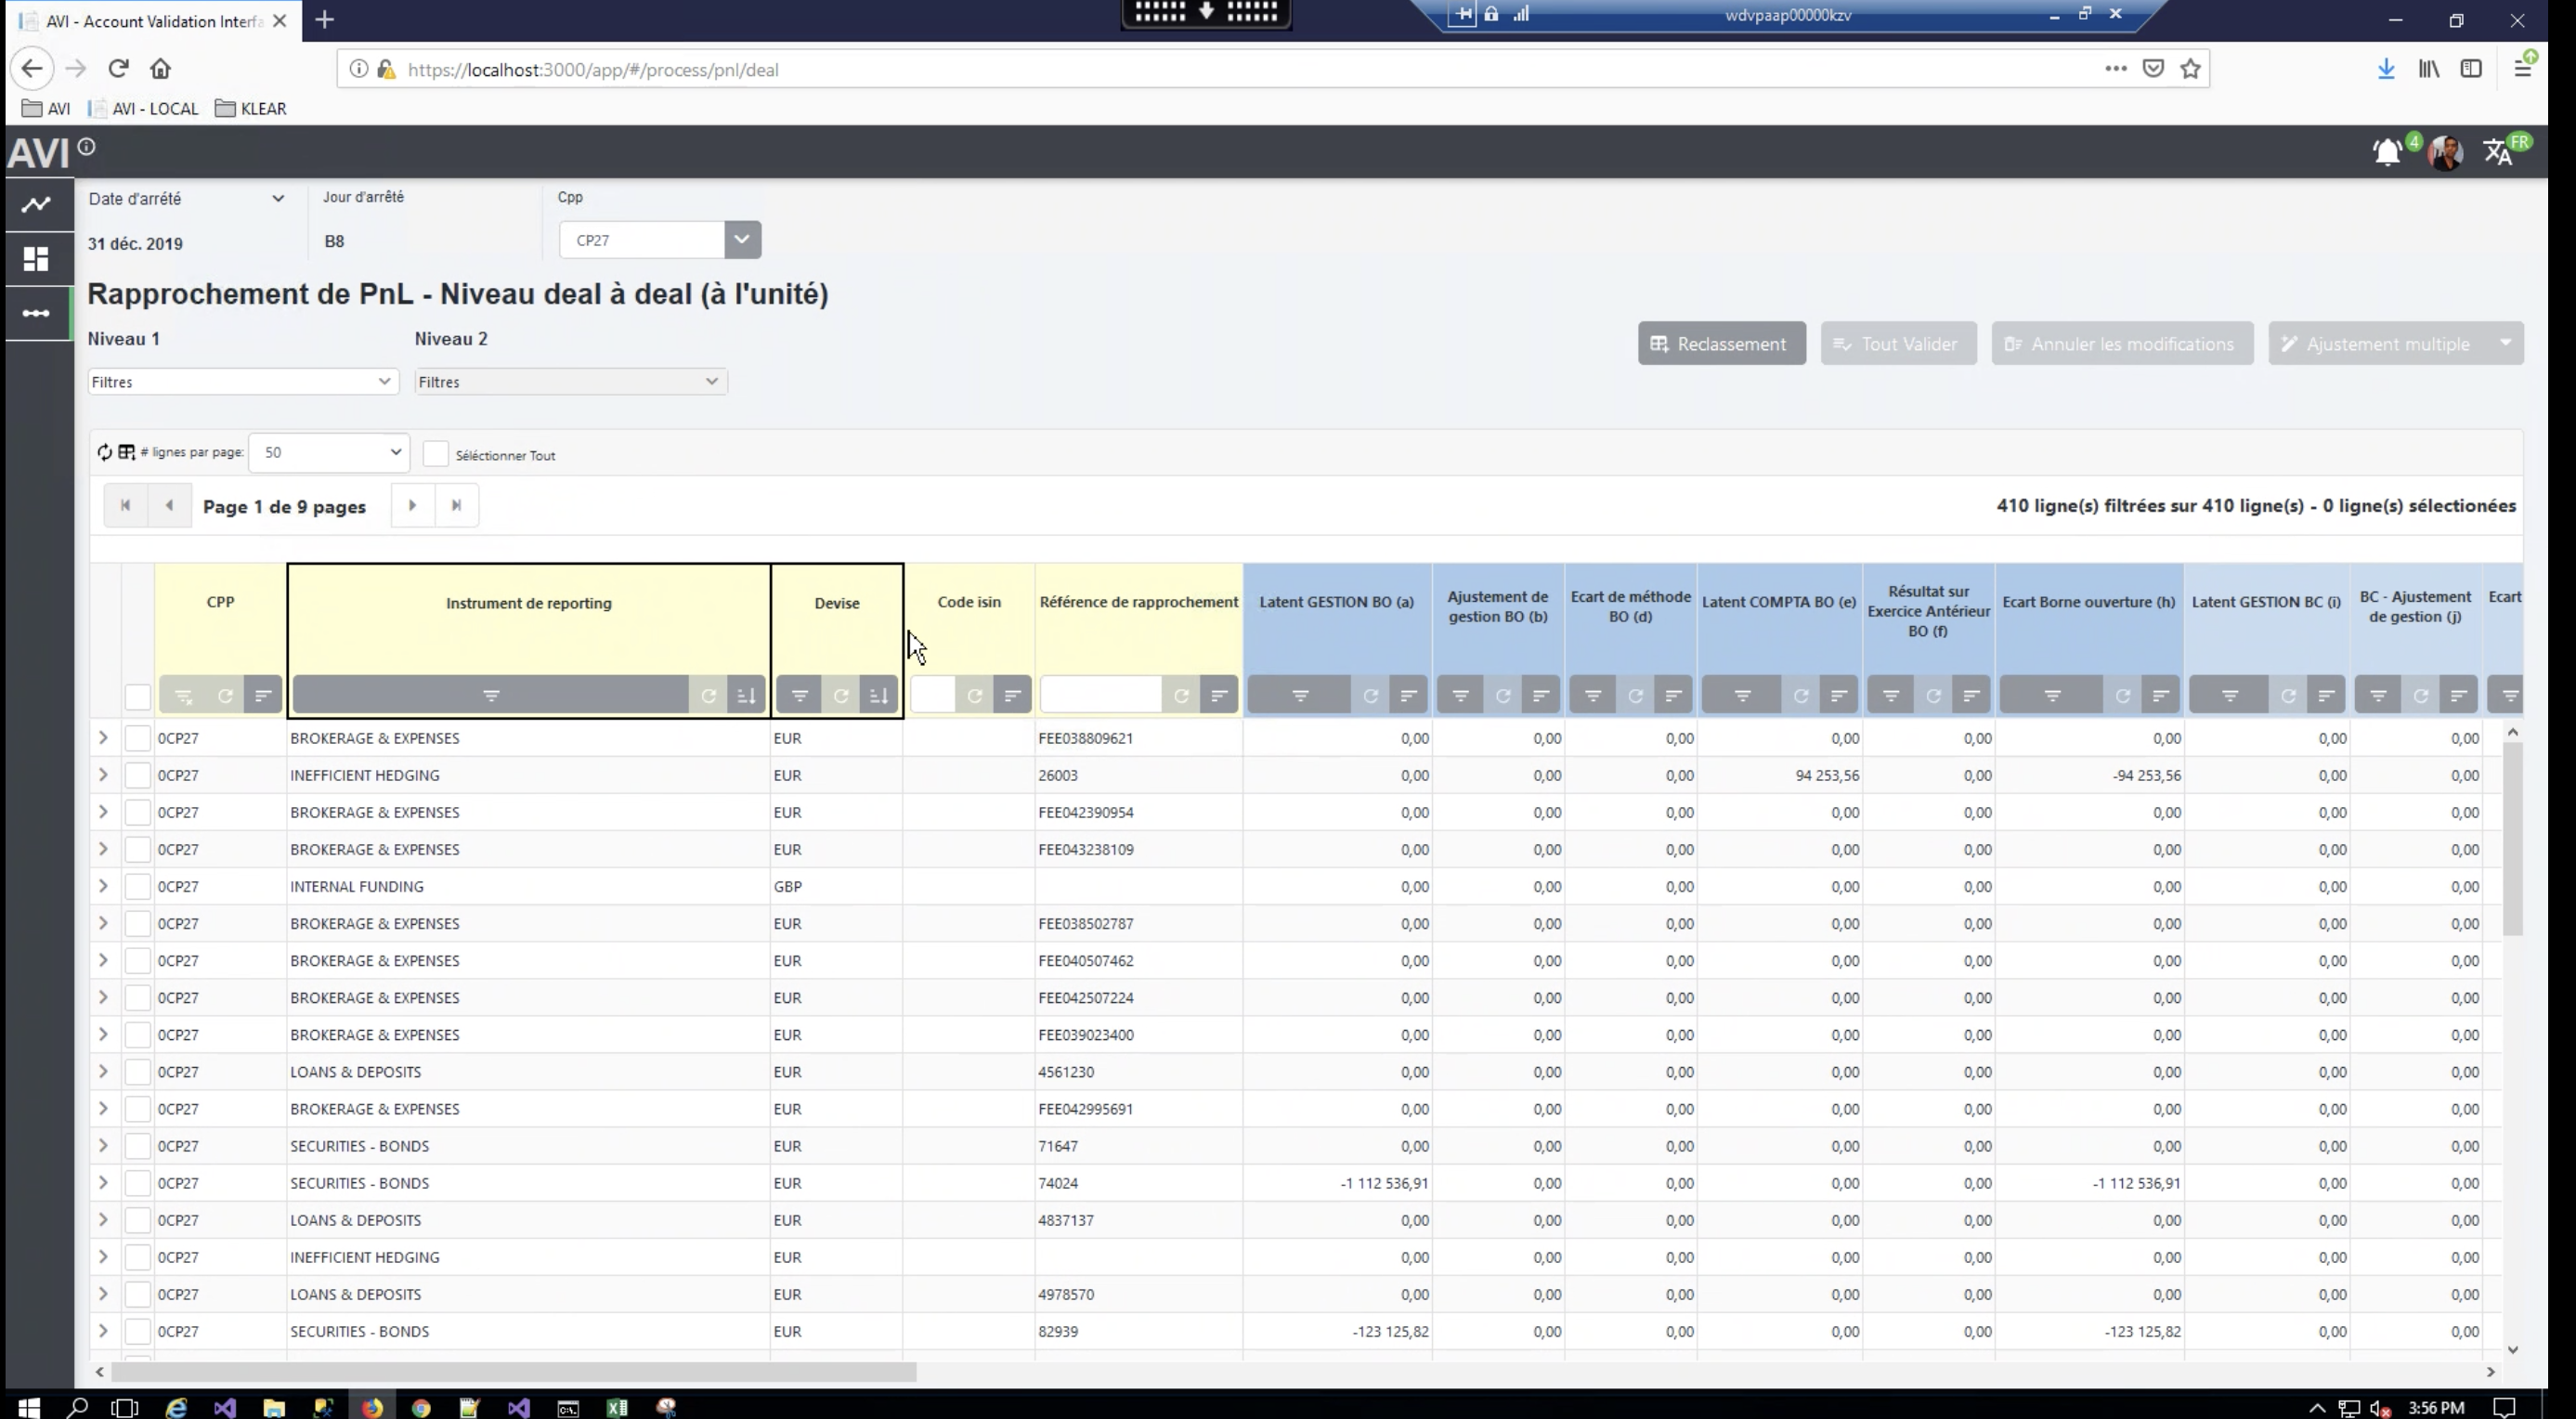 AVI - Account Validation Interfa
wdvpaap00000kzv
https://localhost:3000/app/#/process/pnl/deal
AVI AVI - LOCAL KLEAR
AVI 4 FR
Date d'arrété Jour d'arrêté Cpp
31 déc. 2019 B8 CP27
Rapprochement de PnL - Niveau deal à deal (à l'unité)
Niveau 1 Niveau 2
Reclassement Tout Valider Annuler les modifications Ajustement multiple
Filtres Filtres
# lignes par page: 50 Séléctionner Tout
Page 1 de 9 pages 410 ligne(s) filtrées sur 410 ligne(s) - 0 ligne(s) sélectionées
CPP Instrument de reporting Devise Code isin Référence de rapprochement Latent GESTION BO (a) Ajustement de gestion BO (b) Ecart de méthode BO (d) Latent COMPTA BO (e) Résultat sur Exercice Antérieur BO (f) Ecart Borne ouverture (h) Latent GESTION BC (i) BC - Ajustement de gestion (j) Ecart
0CP27 BROKERAGE & EXPENSES EUR FEE038809621 0,00 0,00 0,00 0,00 0,00 0,00 0,00 0,00
0CP27 INEFFICIENT HEDGING EUR 26003 0,00 0,00 0,00 94 253,56 0,00 -94 253,56 0,00 0,00
0CP27 BROKERAGE & EXPENSES EUR FEE042390954 0,00 0,00 0,00 0,00 0,00 0,00 0,00 0,00
0CP27 BROKERAGE & EXPENSES EUR FEE043238109 0,00 0,00 0,00 0,00 0,00 0,00 0,00 0,00
0CP27 INTERNAL FUNDING GBP 0,00 0,00 0,00 0,00 0,00 0,00 0,00 0,00
0CP27 BROKERAGE & EXPENSES EUR FEE038502787 0,00 0,00 0,00 0,00 0,00 0,00 0,00 0,00
0CP27 BROKERAGE & EXPENSES EUR FEE040507462 0,00 0,00 0,00 0,00 0,00 0,00 0,00 0,00
0CP27 BROKERAGE & EXPENSES EUR FEE042507224 0,00 0,00 0,00 0,00 0,00 0,00 0,00 0,00
0CP27 BROKERAGE & EXPENSES EUR FEE039023400 0,00 0,00 0,00 0,00 0,00 0,00 0,00 0,00
0CP27 LOANS & DEPOSITS EUR 4561230 0,00 0,00 0,00 0,00 0,00 0,00 0,00 0,00
0CP27 BROKERAGE & EXPENSES EUR FEE042995691 0,00 0,00 0,00 0,00 0,00 0,00 0,00 0,00
0CP27 SECURITIES - BONDS EUR 71647 0,00 0,00 0,00 0,00 0,00 0,00 0,00 0,00
0CP27 SECURITIES - BONDS EUR 74024 -1 112 536,91 0,00 0,00 0,00 0,00 -1 112 536,91 0,00 0,00
0CP27 LOANS & DEPOSITS EUR 4837137 0,00 0,00 0,00 0,00 0,00 0,00 0,00 0,00
0CP27 INEFFICIENT HEDGING EUR 0,00 0,00 0,00 0,00 0,00 0,00 0,00 0,00
0CP27 LOANS & DEPOSITS EUR 4978570 0,00 0,00 0,00 0,00 0,00 0,00 0,00 0,00
0CP27 SECURITIES - BONDS EUR 82939 -123 125,82 0,00 0,00 0,00 0,00 -123 125,82 0,00 0,00
3:56 PM